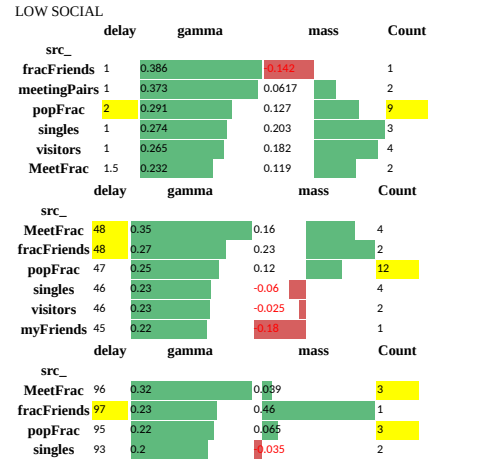 LOW SOCIAL
delay gamma mass Count
src_
fracFriends 1 0.386 -0.142 1
meetingPairs 1 0.373 0.0617 2
popFrac 2 0.291 0.127 9
singles 1 0.274 0.203 3
visitors 1 0.265 0.182 4
MeetFrac 1.5 0.232 0.119 2
delay gamma mass Count
src_
MeetFrac 48 0.35 0.16 4
fracFriends 48 0.27 0.23 2
popFrac 47 0.25 0.12 12
singles 46 0.23 -0.06 4
visitors 46 0.23 -0.025 2
myFriends 45 0.22 -0.18 1
delay gamma mass Count
src_
MeetFrac 96 0.32 0.039 3
fracFriends 97 0.23 0.46 1
popFrac 95 0.22 0.065 3
singles 93 0.2 -0.035 2